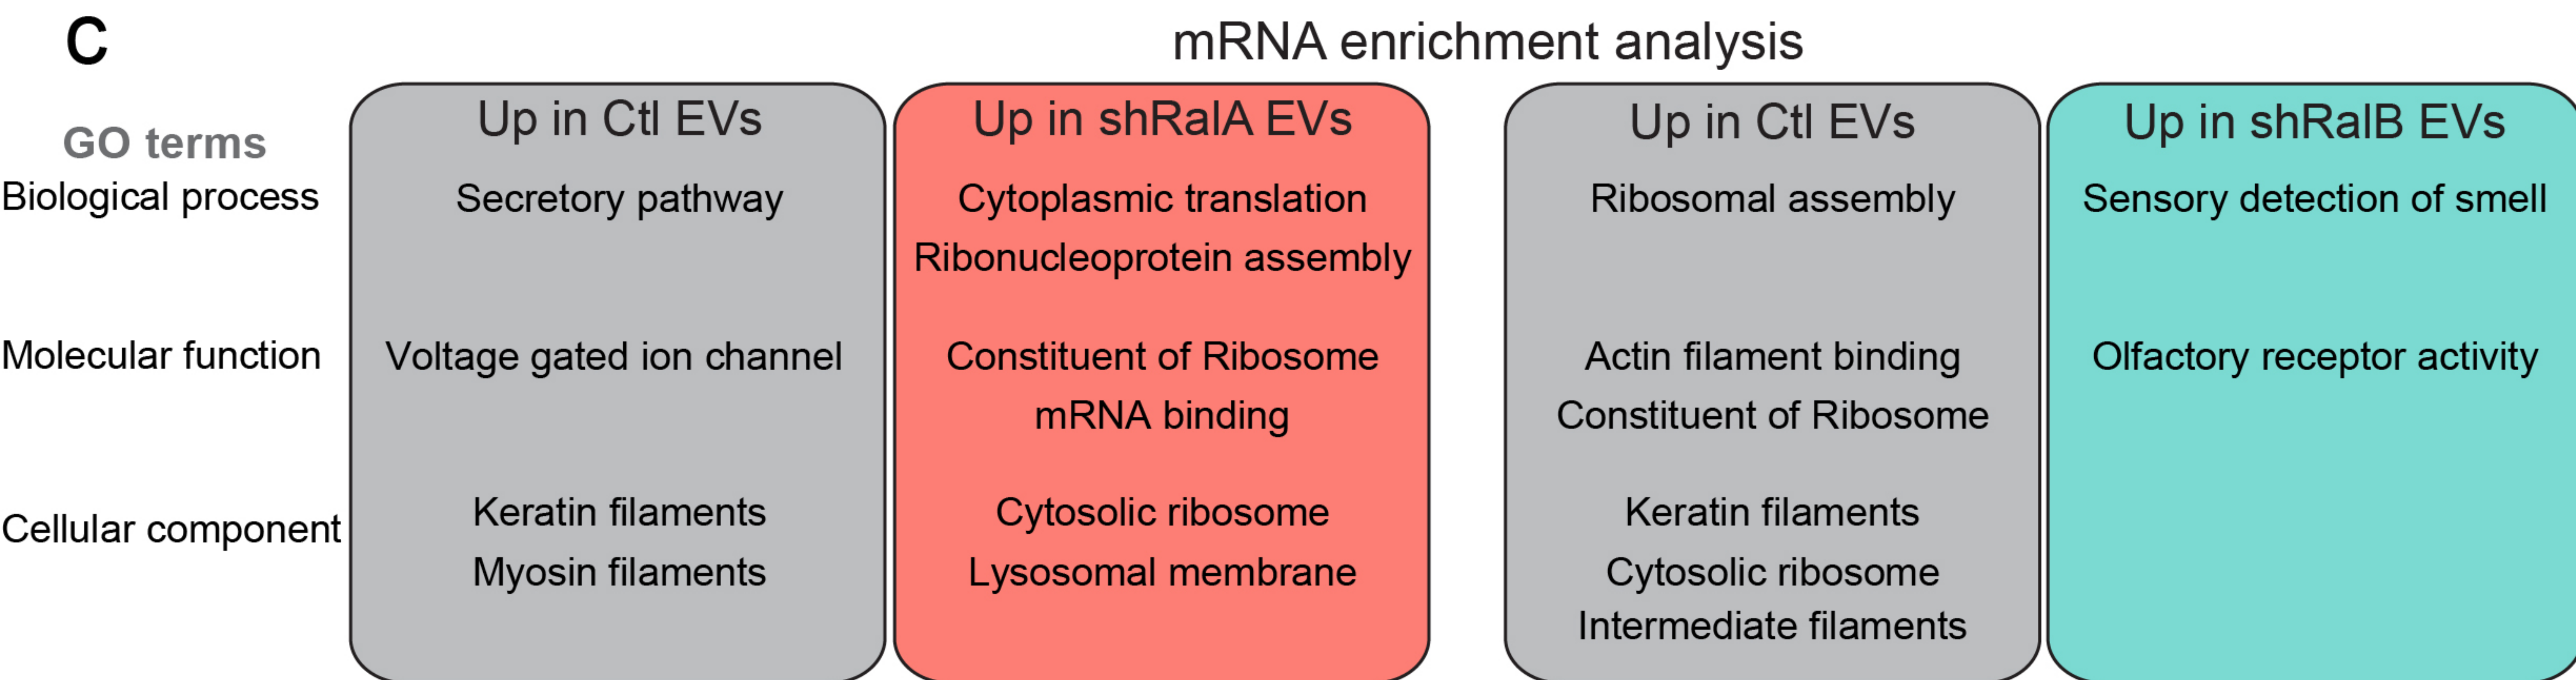 C
mRNA enrichment analysis
GO terms
Up in Ctl EVs
Up in shRalA EVs
Up in Ctl EVs
Up in shRalB EVs
Biological process
Secretory pathway
Cytoplasmic translation
Ribonucleoprotein assembly
Ribosomal assembly
Sensory detection of smell
Molecular function
Voltage gated ion channel
Constituent of Ribosome
mRNA binding
Actin filament binding
Constituent of Ribosome
Olfactory receptor activity
Cellular component
Keratin filaments
Myosin filaments
Cytosolic ribosome
Lysosomal membrane
Keratin filaments
Cytosolic ribosome
Intermediate filaments